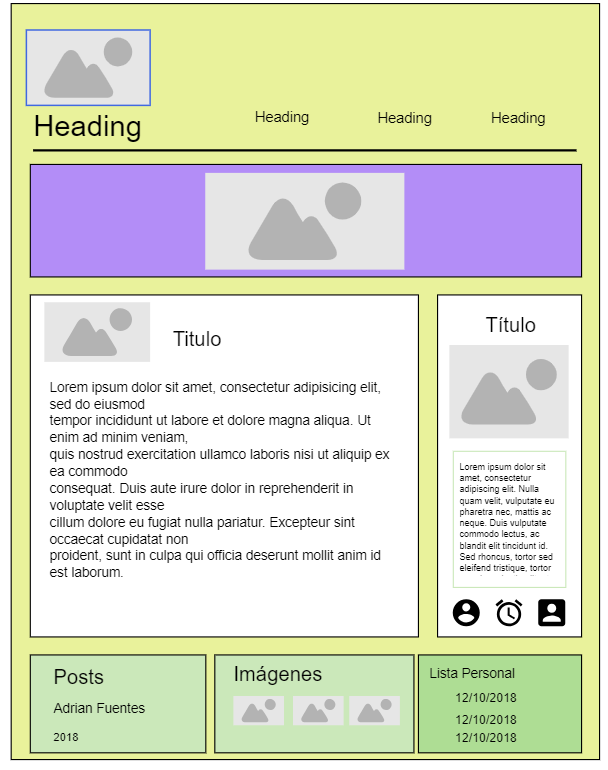 Heading
Heading
Heading
Heading
Titulo
Lorem ipsum dolor sit amet, consectetur adipisicing elit,
sed do eiusmod
tempor incididunt ut labore et dolore magna aliqua. Ut
enim ad minim veniam,
quis nostrud exercitation ullamco laboris nisi ut aliquip ex
ea commodo
consequat. Duis aute irure dolor in reprehenderit in
voluptate velit esse
cillum dolore eu fugiat nulla pariatur. Excepteur sint
occaecat cupidatat non
proident, sunt in culpa qui officia deserunt mollit anim id
est laborum.
Título
Lorem ipsum dolor sit
amet, consectetur
adipiscing elit. Nulla
quam velit, vulputate eu
pharetra nec, mattis ac
neque. Duis vulputate
commodo lectus, ac
blandit elit tincidunt id.
Sed rhoncus, tortor sed
eleifend tristique, tortor
Posts
Adrian Fuentes
2018
Imágenes
Lista Personal
12/10/2018
12/10/2018
12/10/2018